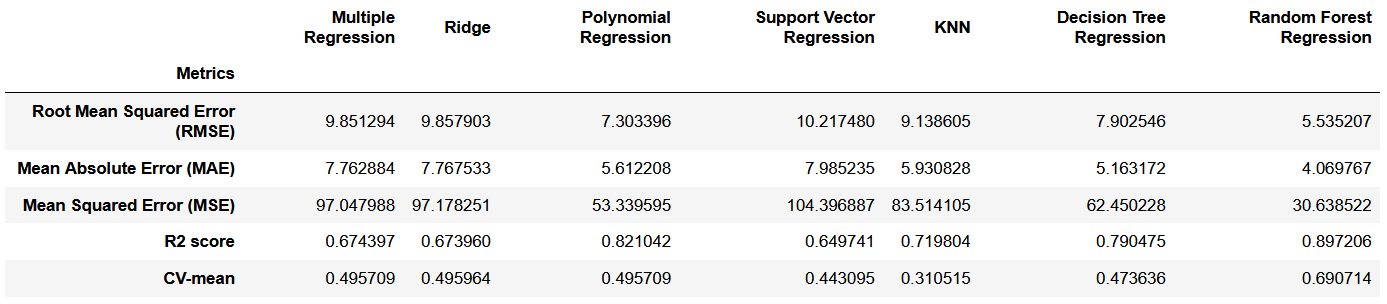 Multiple Regression Ridge Polynomial Regression Support Vector Regression KNN Decision Tree Regression Random Forest Regression
Metrics
Root Mean Squared Error (RMSE) 9.851294 9.857903 7.303396 10.217480 9.138605 7.902546 5.535207
Mean Absolute Error (MAE) 7.762884 7.767533 5.612208 7.985235 5.930828 5.163172 4.069767
Mean Squared Error (MSE) 97.047988 97.178251 53.339595 104.396887 83.514105 62.450228 30.638522
R2 score 0.674397 0.673960 0.821042 0.649741 0.719804 0.790475 0.897206
CV-mean 0.495709 0.495964 0.495709 0.443095 0.310515 0.473636 0.690714